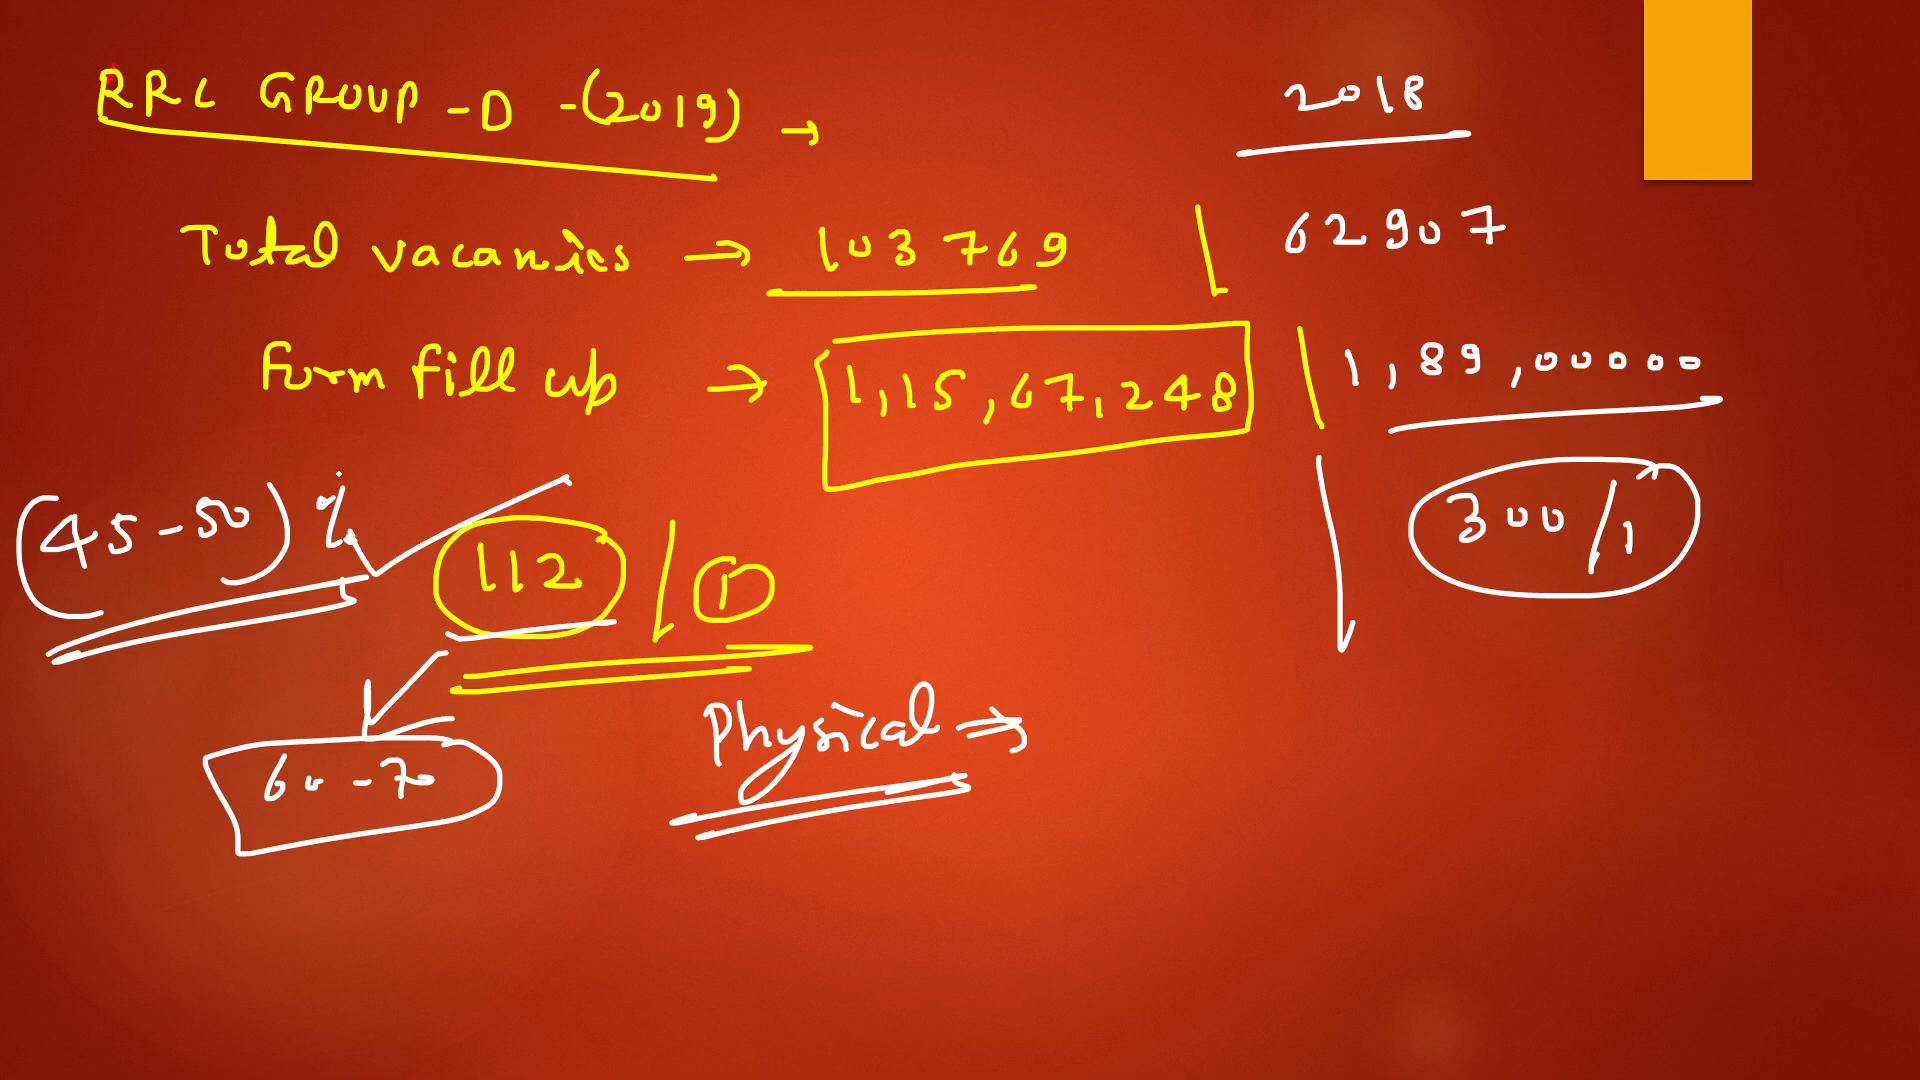 RRC GROUP -D -(2019) →
2018
Total vacanies → 103769 | 62907
Form fill up → 1,15,67,248 | 1,89,00000
(45-50) %
112 / 1
300/1
60-70
Physical ⇒